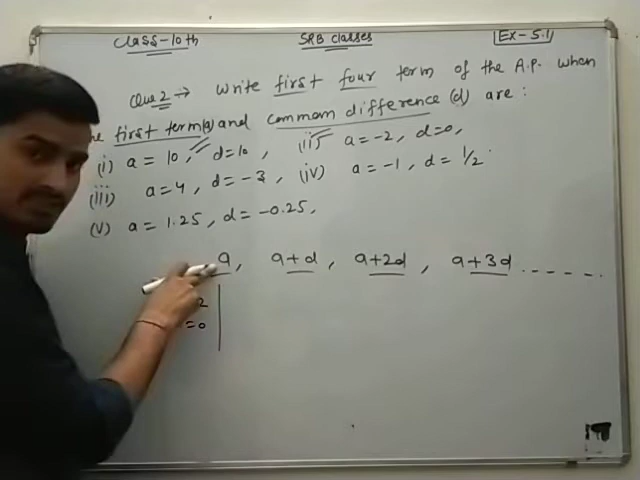 Class-10th SRB Classes Ex-5.1
Que 2 → Write first four term of the A.P. when
first term(a) and common difference (d) are :
(i) a = 10, d=10, (ii) a = -2, d=0,
(iii) a = 4, d = -3, (iv) a = -1, d = 1/2
(v) a = 1.25, d = -0.25,
a, a+d, a+2d, a+3d ------
2
=0